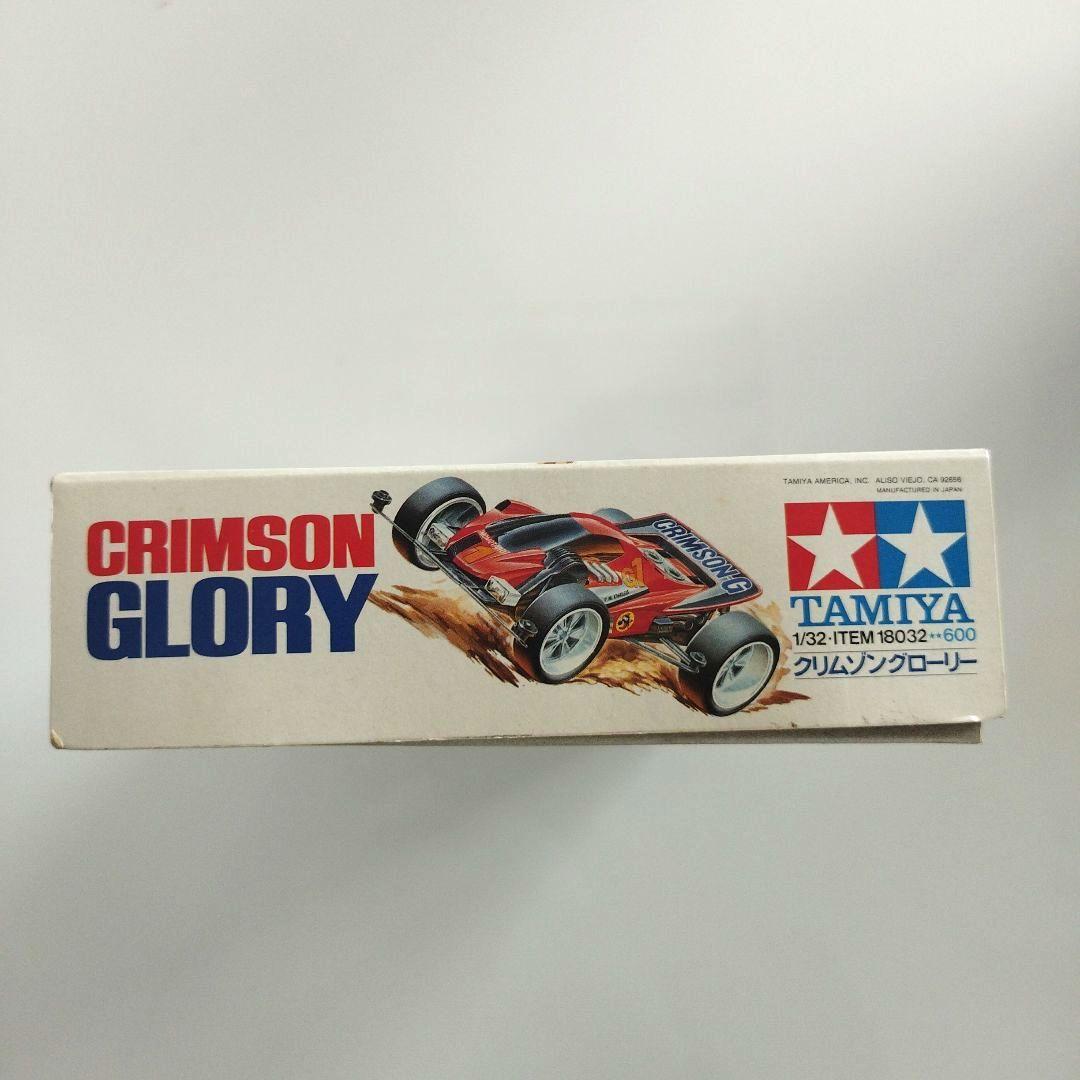 CRIMSON
GLORY
CRIMSON-G
G7
TAMIYA AMERICA, INC. ALISO VIEJO, CA 92656
MANUFACTURED IN JAPAN
TAMIYA
1/32・ITEM 18032 **600
クリムゾングローリー